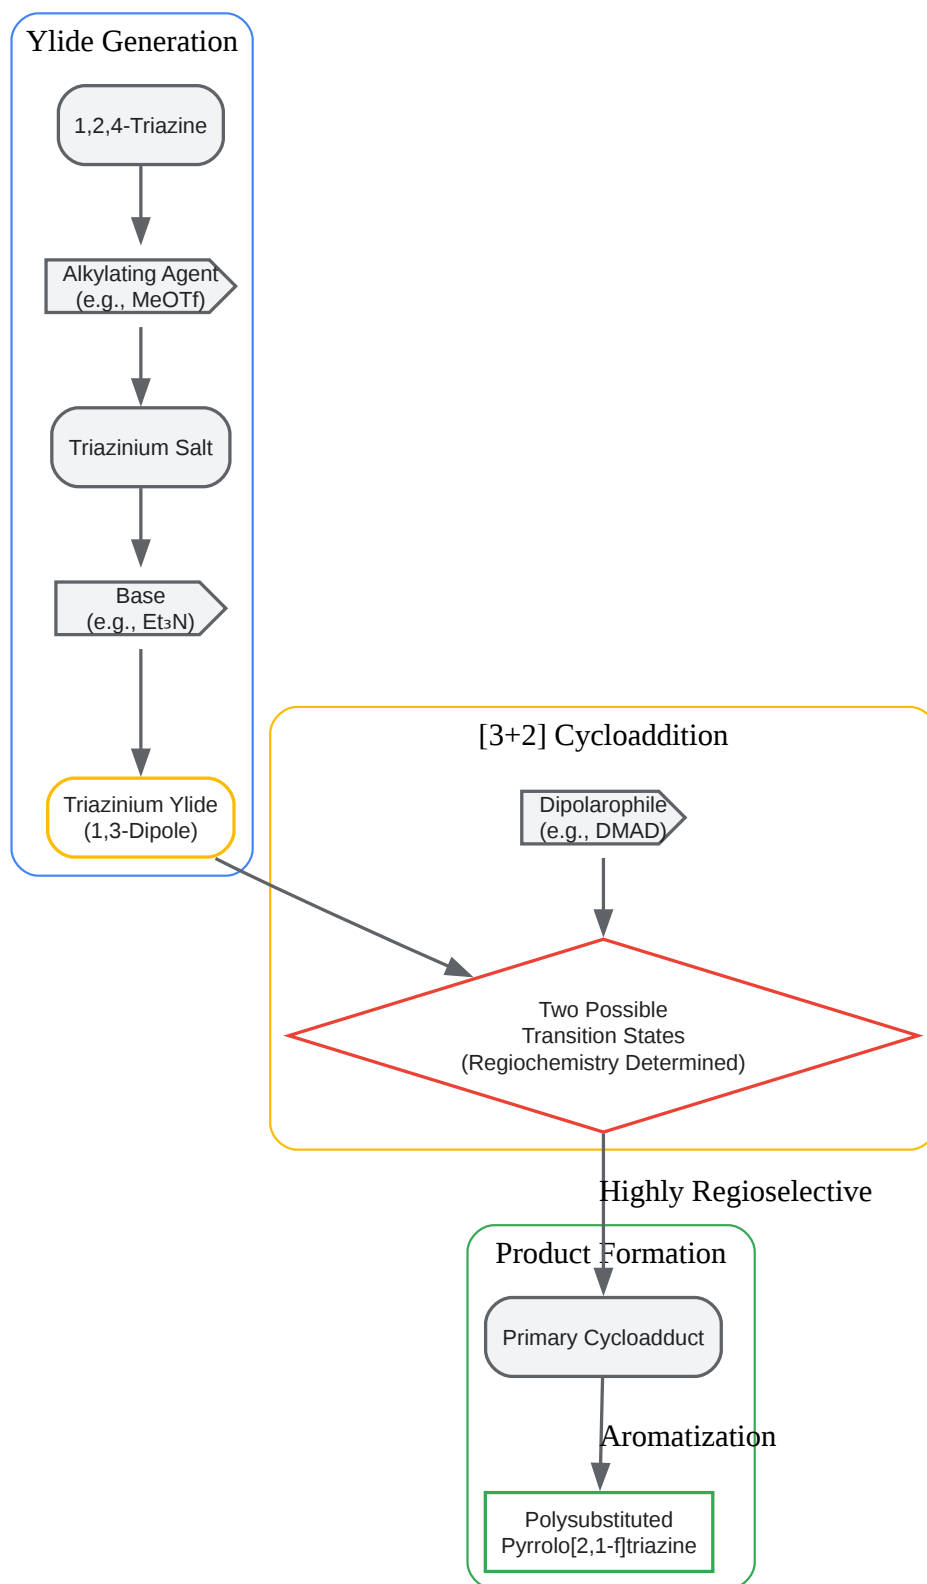 Ylide Generation
1,2,4-Triazine
Alkylating Agent
(e.g., MeOTf)
Triazinium Salt
Base
(e.g., Et₃N)
Triazinium Ylide
(1,3-Dipole)
[3+2] Cycloaddition
Dipolarophile
(e.g., DMAD)
Two Possible
Transition States
(Regiochemistry Determined)
Highly Regioselective
Product Formation
Primary Cycloadduct
Aromatization
Polysubstituted
Pyrrolo[2,1-f]triazine